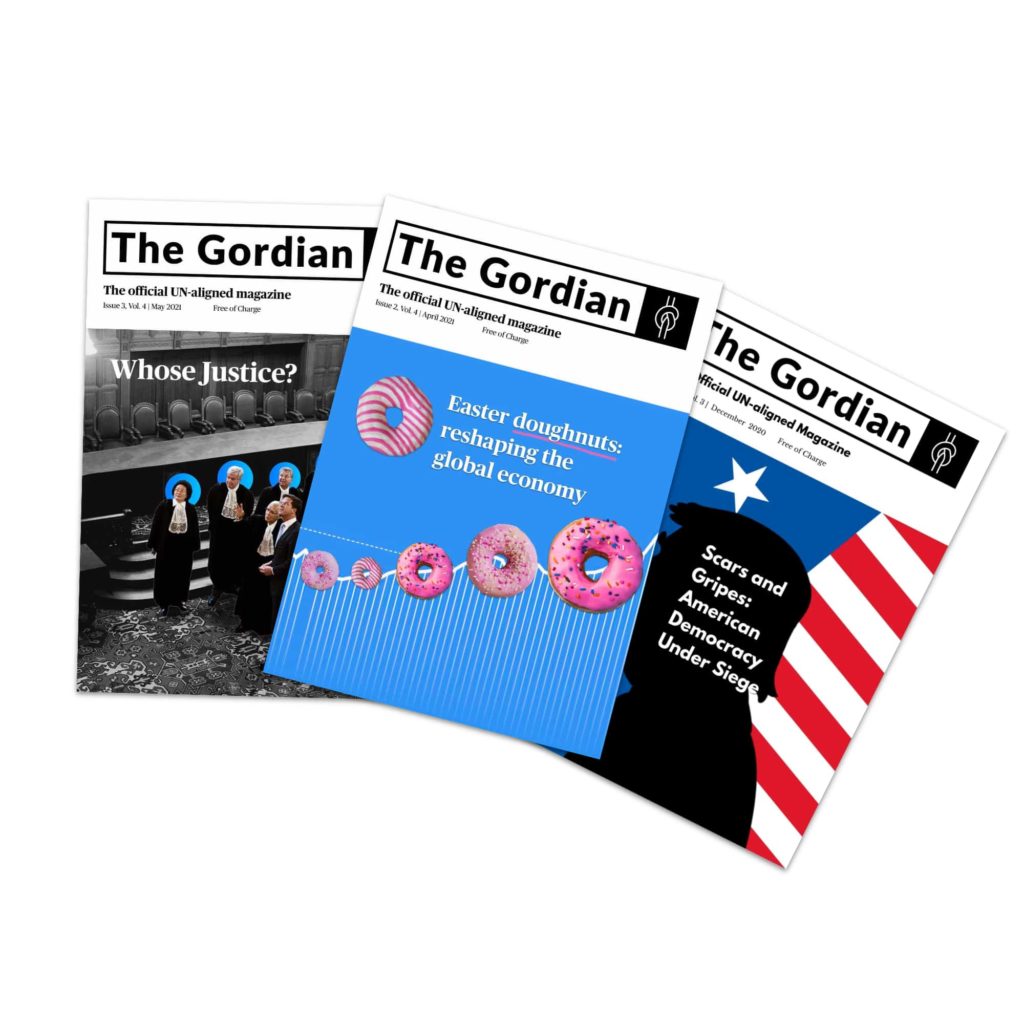 The Gordian
The official UN-aligned magazine
Issue 3, Vol. 4 | May 2021 Free of Charge
Whose Justice?
The Gordian
The official UN-aligned magazine
Issue 2, Vol. 4 | April 2021 Free of Charge
Easter doughnuts:
reshaping the
global economy
The Gordian
official UN-aligned Magazine
3 | December 2020 Free of Charge
Scars and
Gripes:
American
Democracy
Under Siege